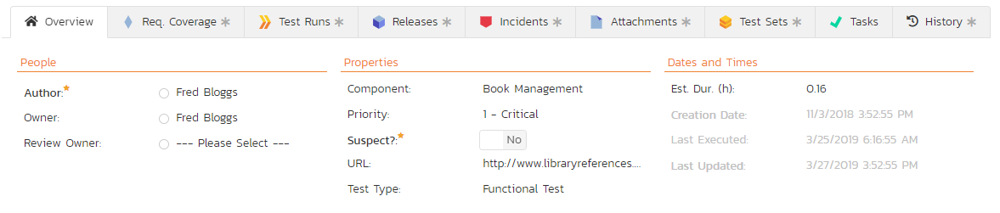 Overview Req. Coverage * Test Runs * Releases * Incidents * Attachments * Test Sets * Tasks History *
People
Author:*
Fred Bloggs
Owner:
Fred Bloggs
Review Owner:
--- Please Select ---
Properties
Component:
Book Management
Priority:
1 - Critical
Suspect?:*
No
URL:
http://www.libraryreferences....
Test Type:
Functional Test
Dates and Times
Est. Dur. (h):
0.16
Creation Date:
11/3/2018 3:52:55 PM
Last Executed:
3/25/2019 6:16:55 AM
Last Updated:
3/27/2019 3:52:55 PM